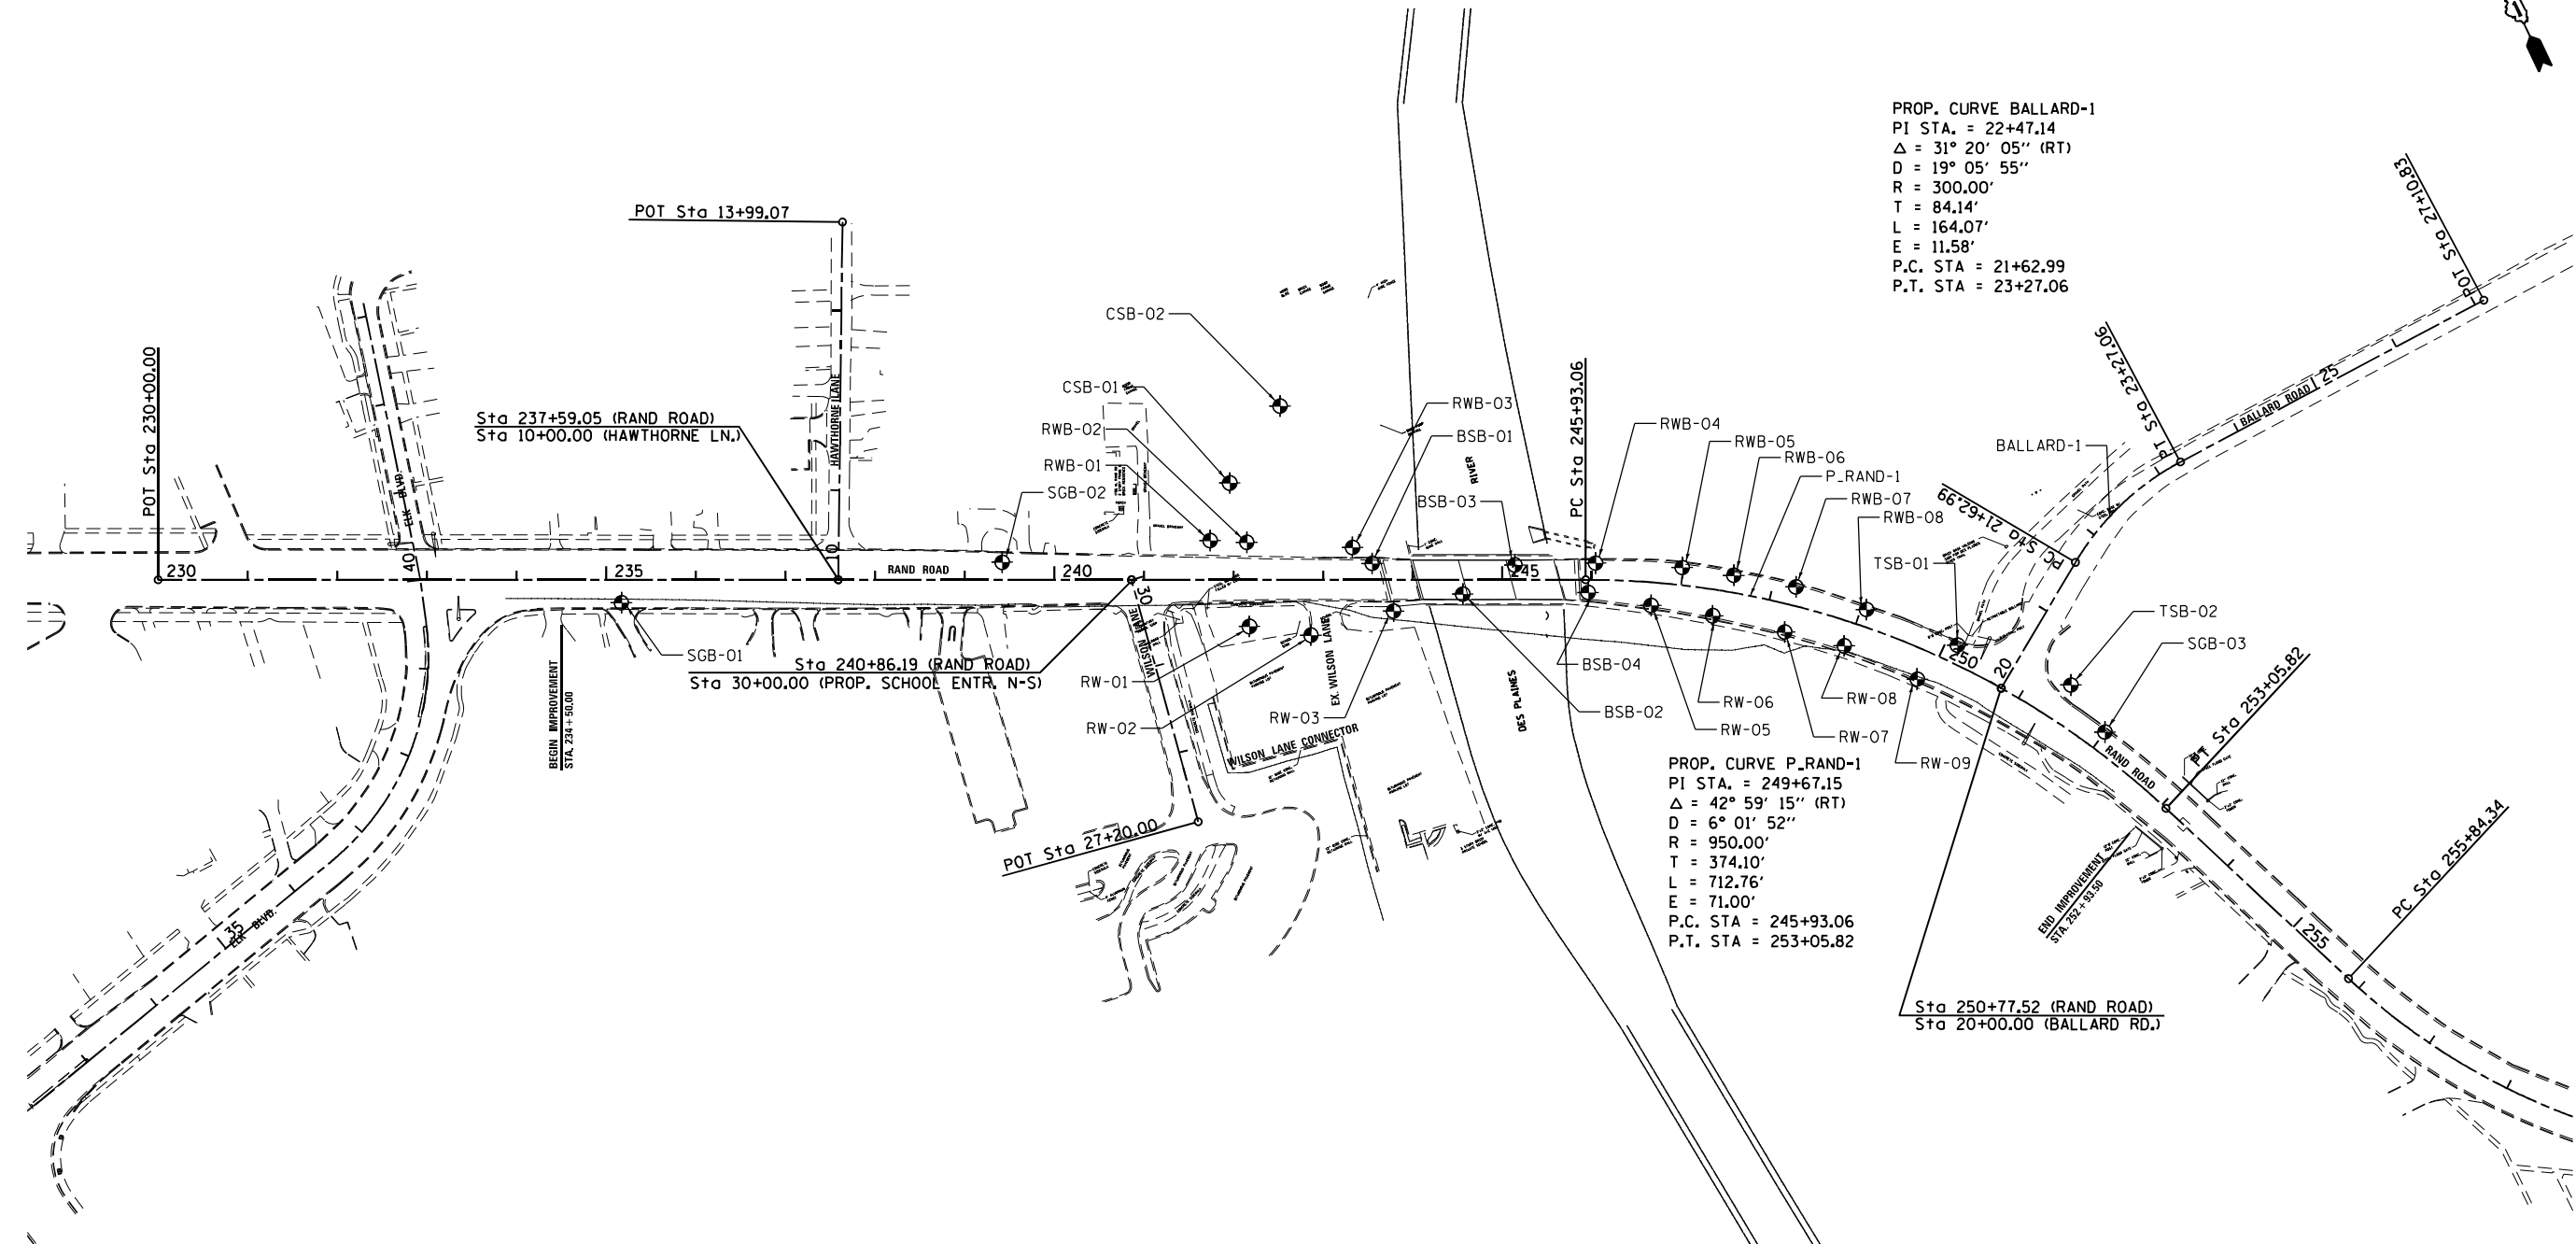 PROP. CURVE BALLARD-1
PI STA. = 22+47.14
Δ = 31° 20' 05'' (RT)
D = 19° 05' 55''
R = 300.00'
T = 84.14'
L = 164.07'
E = 11.58'
P.C. STA = 21+62.99
P.T. STA = 23+27.06
POT Sta 27+10.83
POT Sta 13+99.07
CSB-02
CSB-01
RWB-02
RWB-01
SGB-02
RWB-03
BSB-01
BSB-03
RIVER
PC Sta 245+93.06
RWB-04
RWB-05
RWB-06
P_RAND-1
RWB-07
RWB-08
TSB-01
BALLARD-1
PC Sta 21+62.99
PT Sta 23+27.06
BALLARD ROAD
25
POT Sta 230+00.00
Sta 237+59.05 (RAND ROAD)
Sta 10+00.00 (HAWTHORNE LN.)
HAWTHORNE LANE
ELK BLVD.
40
10
230
235
RAND ROAD
240
245
250
20
30
WILSON LANE
TSB-02
SGB-03
SGB-01
Sta 240+86.19 (RAND ROAD)
Sta 30+00.00 (PROP. SCHOOL ENTR. N-S)
RW-01
RW-02
RW-03
EX. WILSON LANE
WILSON LANE CONNECTOR
DES PLAINES
BSB-04
BSB-02
RW-05
RW-06
RW-07
RW-08
RW-09
BEGIN IMPROVEMENT
STA. 234+50.00
POT Sta 27+20.00
PROP. CURVE P_RAND-1
PI STA. = 249+67.15
Δ = 42° 59' 15'' (RT)
D = 6° 01' 52''
R = 950.00'
T = 374.10'
L = 712.76'
E = 71.00'
P.C. STA = 245+93.06
P.T. STA = 253+05.82
RAND ROAD
PT Sta 253+05.82
PC Sta 255+84.34
END IMPROVEMENT
STA. 252+93.50
255
35
ELK BLVD.
Sta 250+77.52 (RAND ROAD)
Sta 20+00.00 (BALLARD RD.)